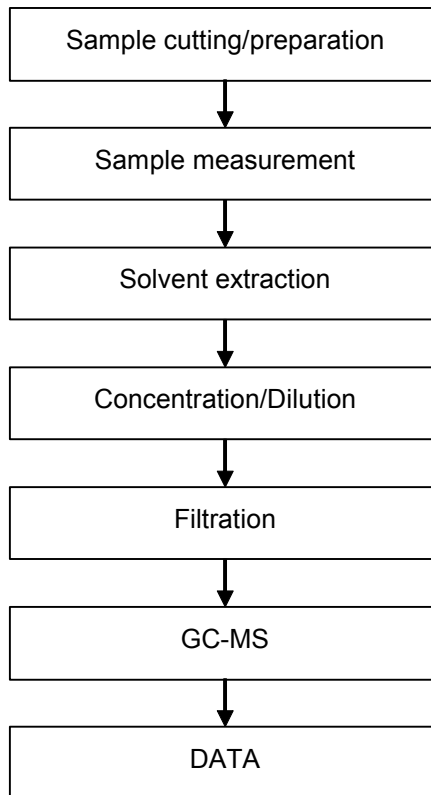 Sample cutting/preparation
Sample measurement
Solvent extraction
Concentration/Dilution
Filtration
GC-MS
DATA